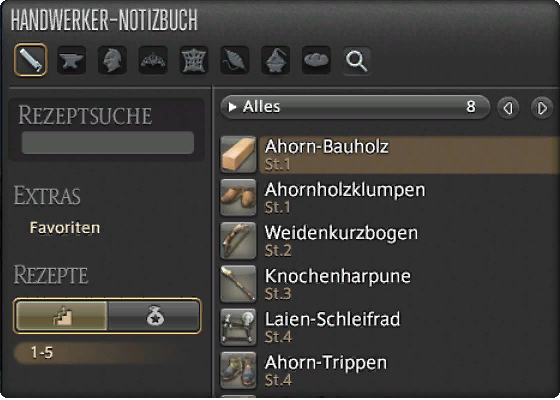 HANDWERKER-NOTIZBUCH
REZEPTSUCHE
EXTRAS
Favoriten
REZEPTE
1-5
Alles 8
Ahorn-Bauholz
St.1
Ahornholzklumpen
St.1
Weidenkurzbogen
St.2
Knochenharpune
St.3
Laien-Schleifrad
St.4
Ahorn-Trippen
St.4